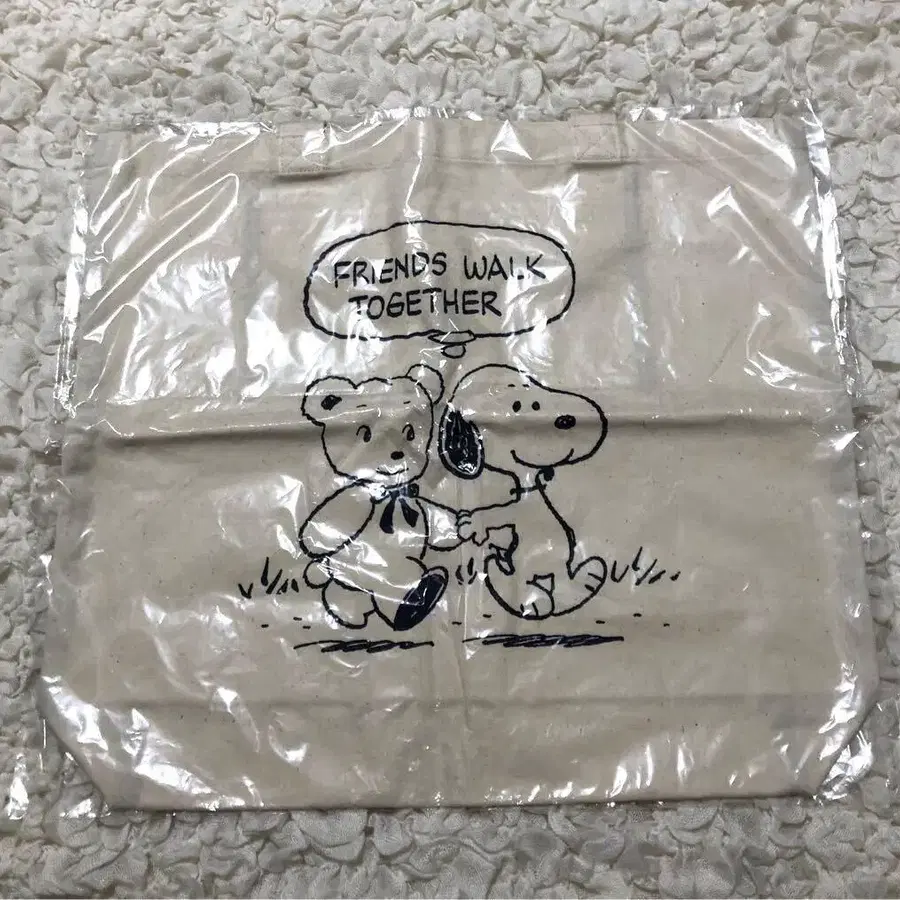 FRIENDS WALK
TOGETHER